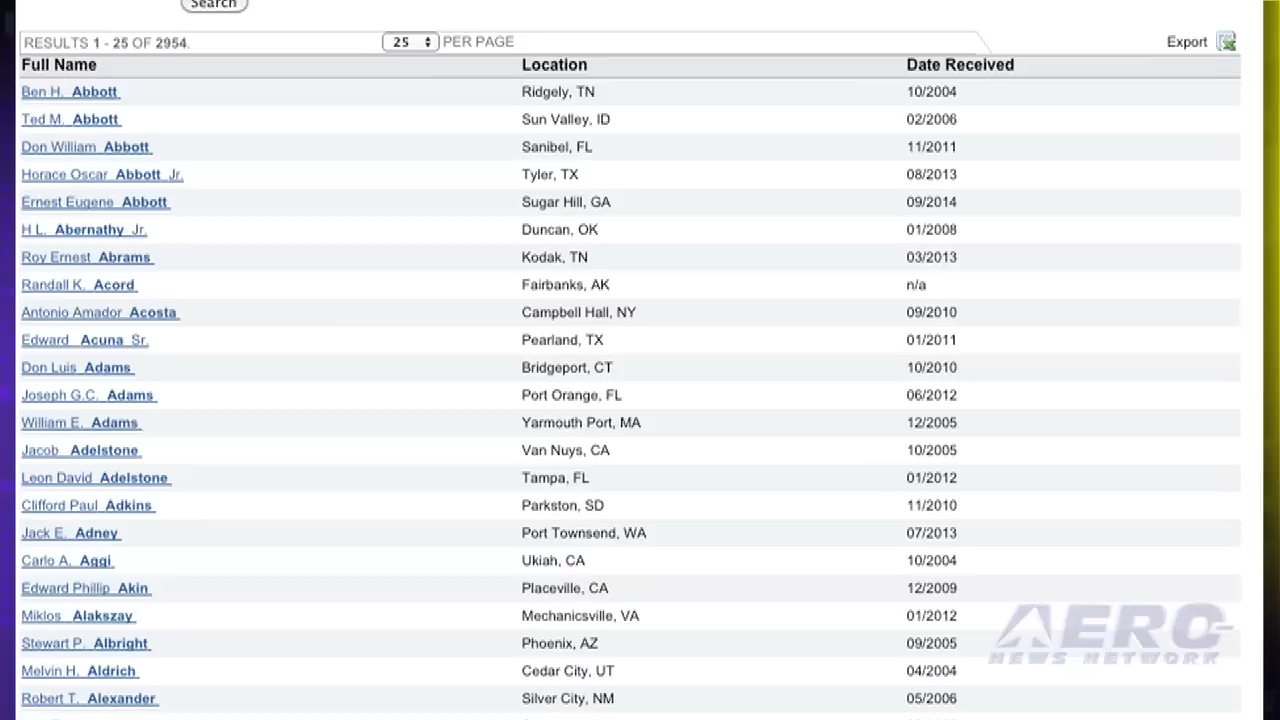 Search
RESULTS 1 - 25 OF 2954. 25 PER PAGE Export
Full Name Location Date Received
Ben H. Abbott Ridgely, TN 10/2004
Ted M. Abbott Sun Valley, ID 02/2006
Don William Abbott Sanibel, FL 11/2011
Horace Oscar Abbott Jr. Tyler, TX 08/2013
Ernest Eugene Abbott Sugar Hill, GA 09/2014
H L. Abernathy Jr. Duncan, OK 01/2008
Roy Ernest Abrams Kodak, TN 03/2013
Randall K. Acord Fairbanks, AK n/a
Antonio Amador Acosta Campbell Hall, NY 09/2010
Edward Acuna Sr. Pearland, TX 01/2011
Don Luis Adams Bridgeport, CT 10/2010
Joseph G.C. Adams Port Orange, FL 06/2012
William E. Adams Yarmouth Port, MA 12/2005
Jacob Adelstone Van Nuys, CA 10/2005
Leon David Adelstone Tampa, FL 01/2012
Clifford Paul Adkins Parkston, SD 11/2010
Jack E. Adney Port Townsend, WA 07/2013
Carlo A. Aggi Ukiah, CA 10/2004
Edward Phillip Akin Placeville, CA 12/2009
Miklos Alakszay Mechanicsville, VA 01/2012
Stewart P. Albright Phoenix, AZ 09/2005
Melvin H. Aldrich Cedar City, UT 04/2004
Robert T. Alexander Silver City, NM 05/2006
AERO
NEWS NETWORK